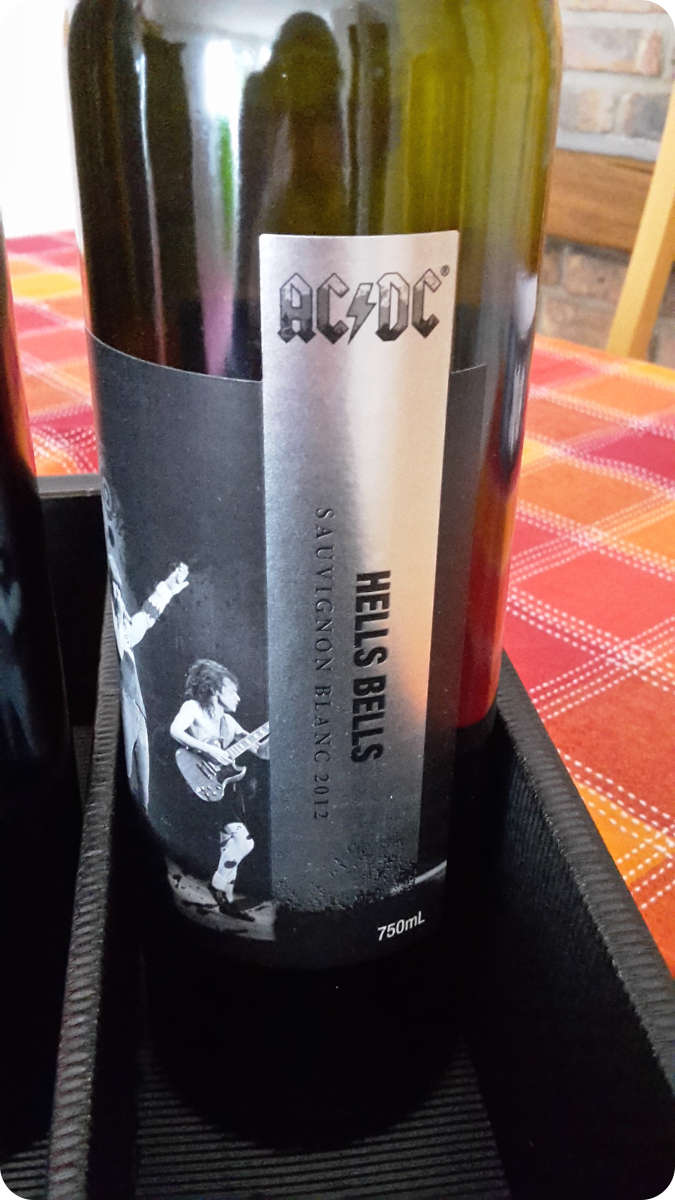 AC⚡DC®
HELLS BELLS
SAUVIGNON BLANC 2012
750mL